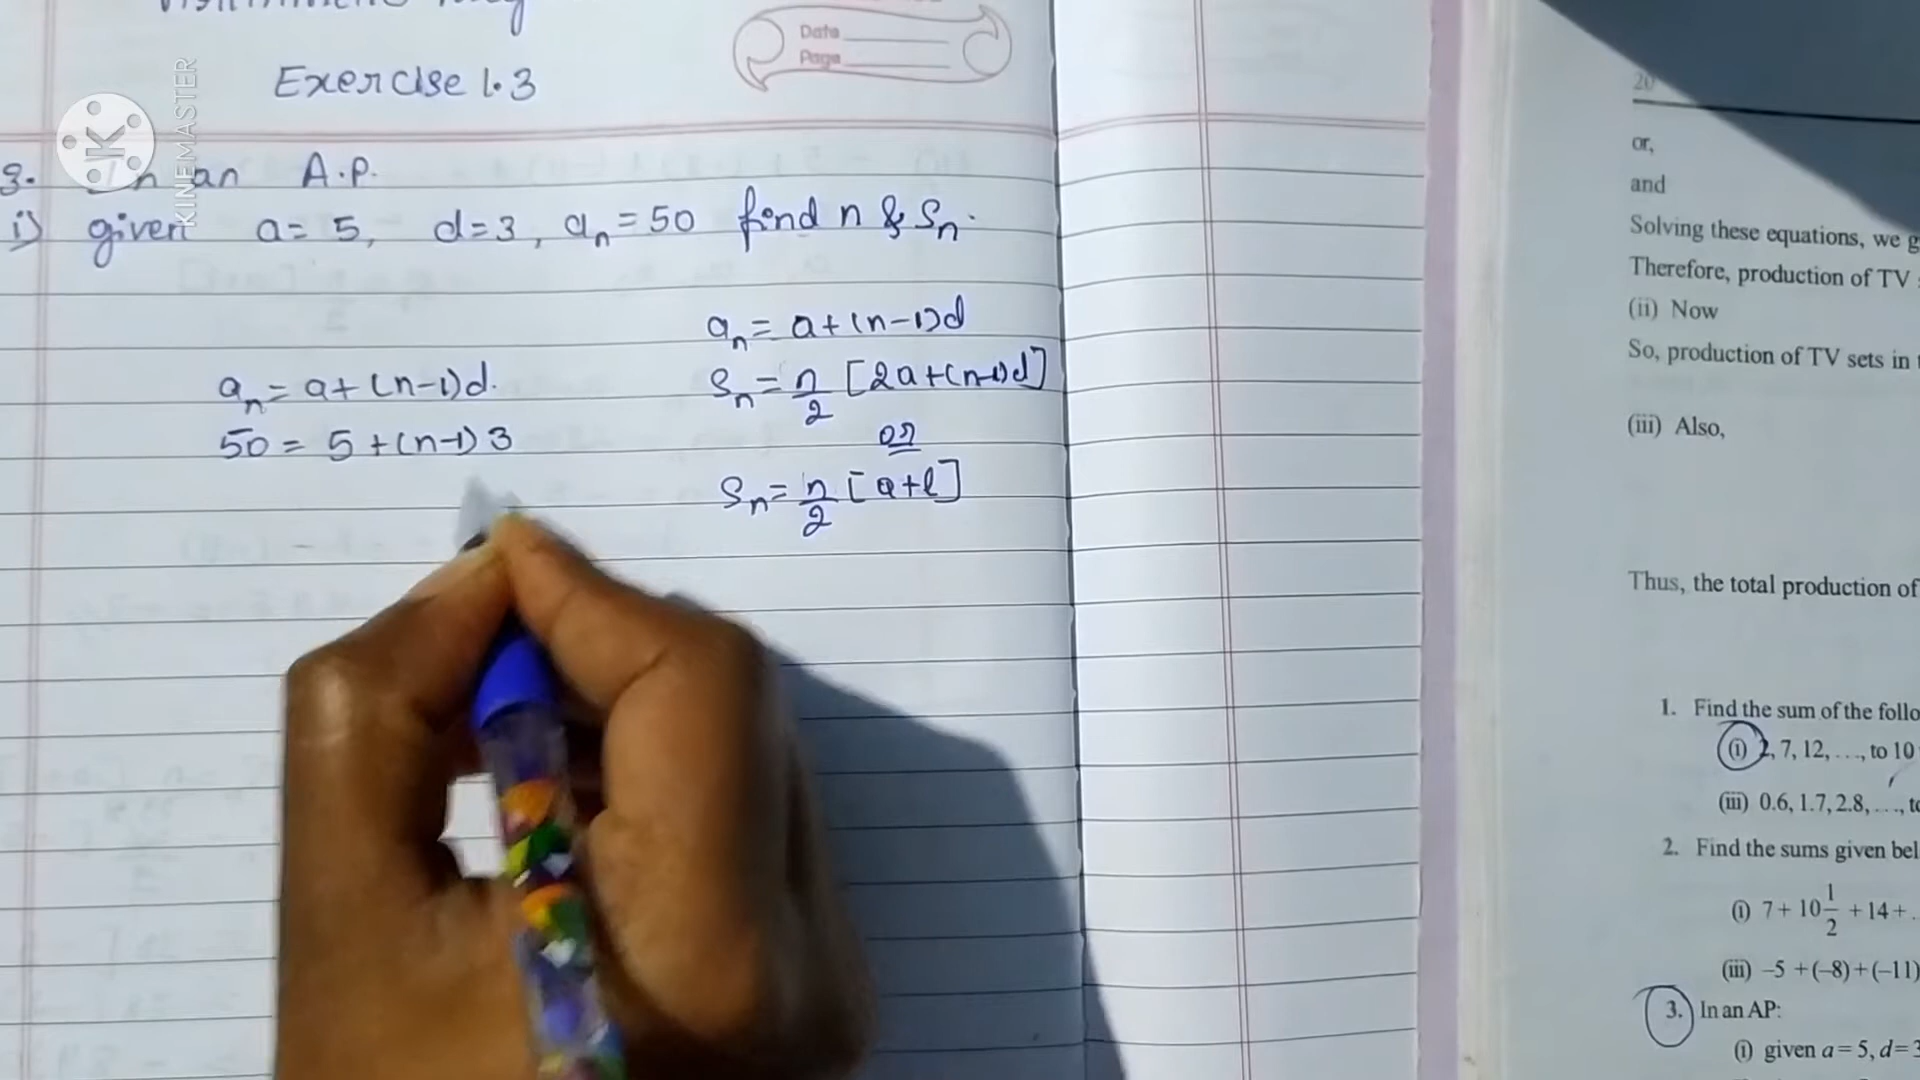 Exercise 1.3
Date
Page
KINEMASTER
3. In an A.P.
i) given a = 5, d = 3, aₙ = 50 find n & Sₙ.
aₙ = a + (n-1)d
Sₙ = n/2 [2a + (n-1)d]
or
Sₙ = n/2 [a + l]
aₙ = a + (n-1)d.
50 = 5 + (n-1) 3
20
or,
and
Solving these equations, we g
Therefore, production of TV
(ii) Now
So, production of TV sets in
(iii) Also,
Thus, the total production of
1. Find the sum of the follo
(i) 2, 7, 12, . . ., to 10
(iii) 0.6, 1.7, 2.8, . . ., to
2. Find the sums given bel
(i) 7 + 10 1/2 + 14 + .
(iii) –5 + (–8) + (–11)
3. In an AP:
(i) given a = 5, d = 3